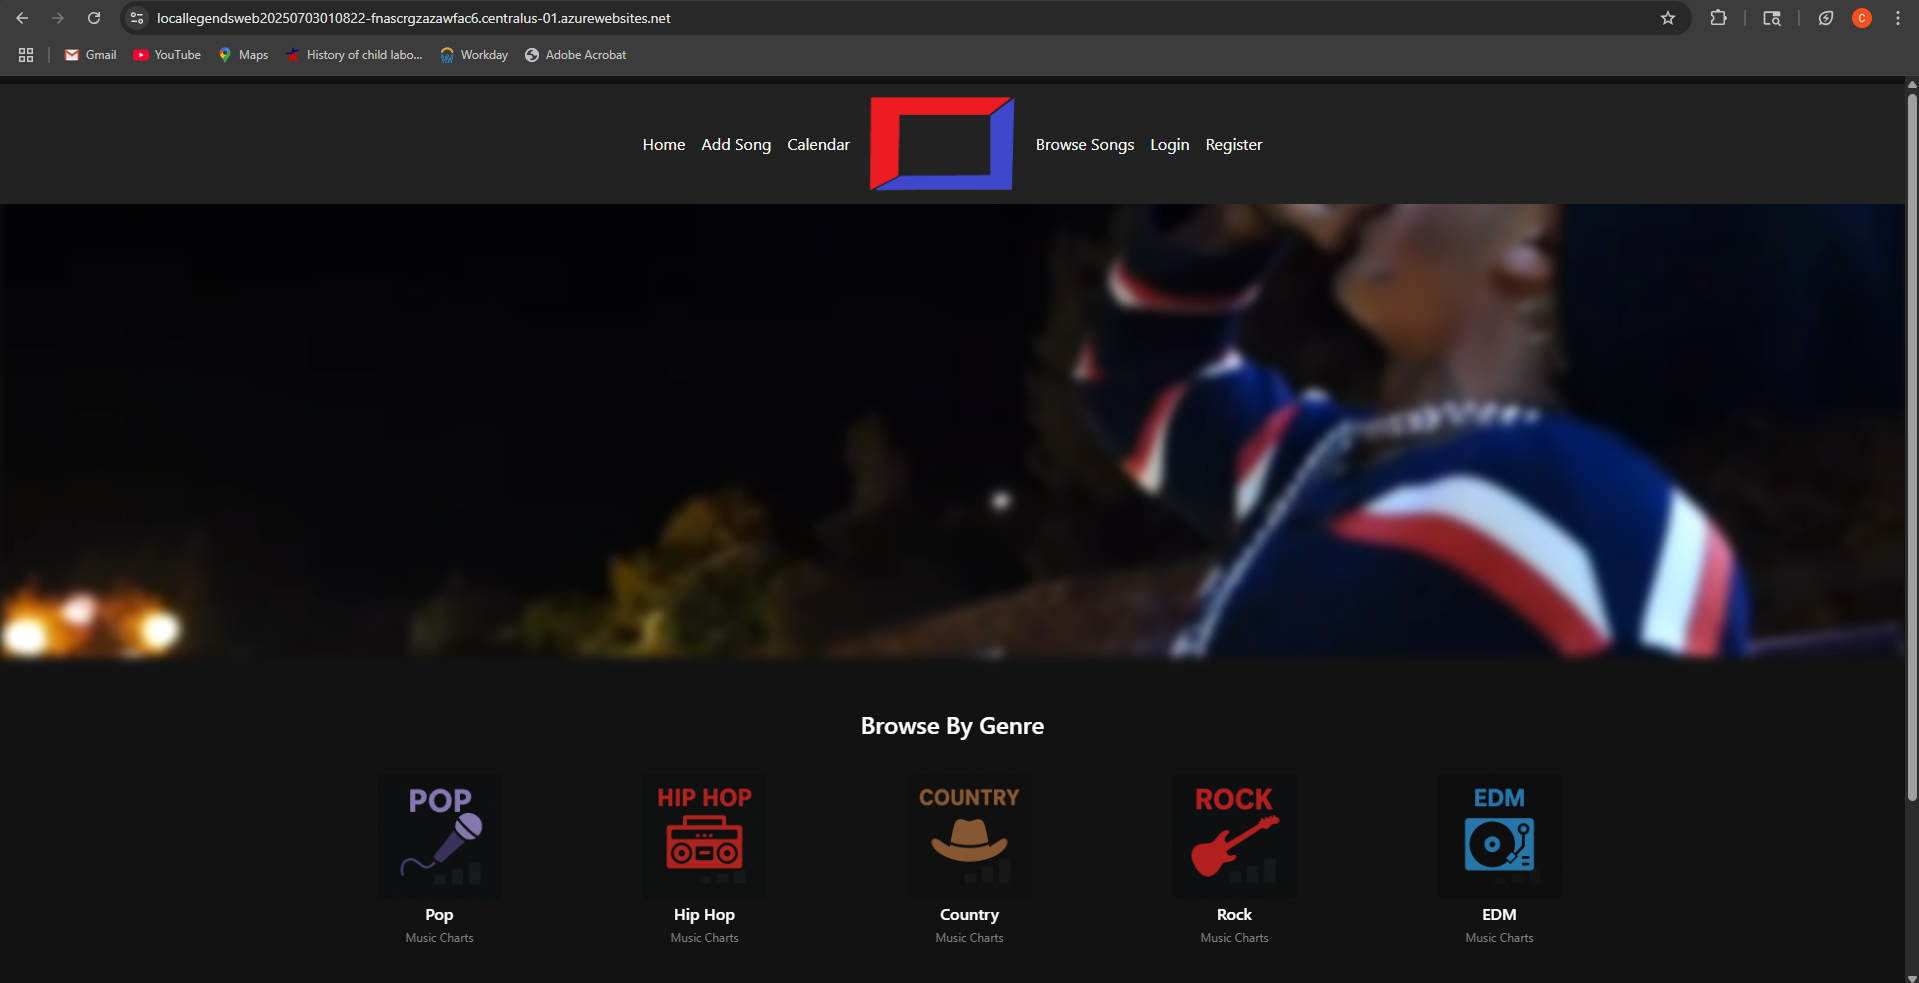 locallegendsweb20250703010822-fnascrgzazawfac6.centralus-01.azurewebsites.net
C
Gmail YouTube Maps History of child labo... Workday Adobe Acrobat
Home Add Song Calendar Browse Songs Login Register
Browse By Genre
POP HIP HOP COUNTRY ROCK EDM
Pop Hip Hop Country Rock EDM
Music Charts Music Charts Music Charts Music Charts Music Charts